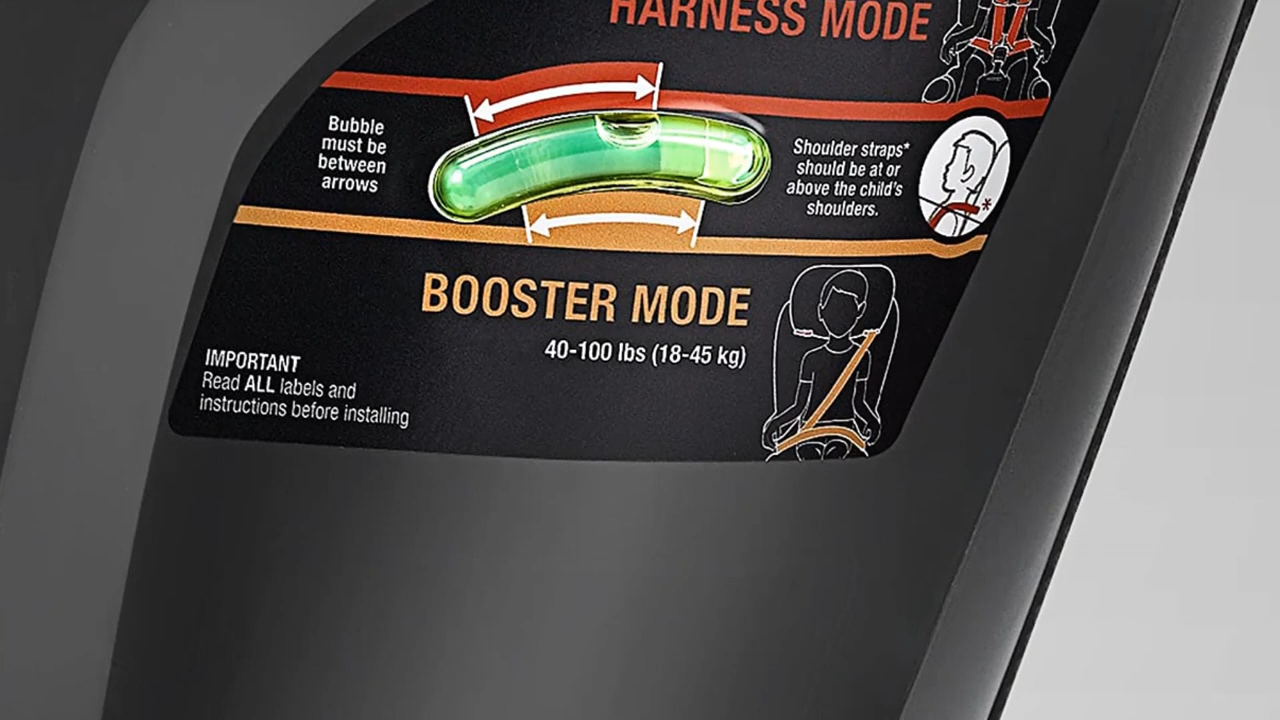 HARNESS MODE
Bubble
must be
between
arrows
Shoulder straps*
should be at or
above the child's
shoulders.
*
BOOSTER MODE
40-100 lbs (18-45 kg)
IMPORTANT
Read ALL labels and
instructions before installing